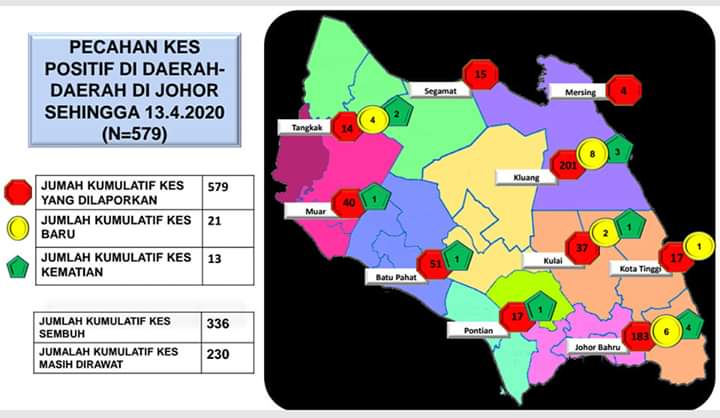 PECAHAN KES
POSITIF DI DAERAH-
DAERAH DI JOHOR
SEHINGGA 13.4.2020
(N=579)
JUMAH KUMULATIF KES
YANG DILAPORKAN
579
JUMLAH KUMULATIF KES
BARU
21
JUMLAH KUMULATIF KES
KEMATIAN
13
JUMLAH KUMULATIF KES
SEMBUH
336
JUMALAH KUMULATIF KES
MASIH DIRAWAT
230
Segamat
15
Mersing
4
Tangkak
14
4
2
Kluang
201
8
3
Muar
40
1
Kulai
37
2
1
Kota Tinggi
17
1
Batu Pahat
51
1
Pontian
17
1
Johor Bahru
183
6
4